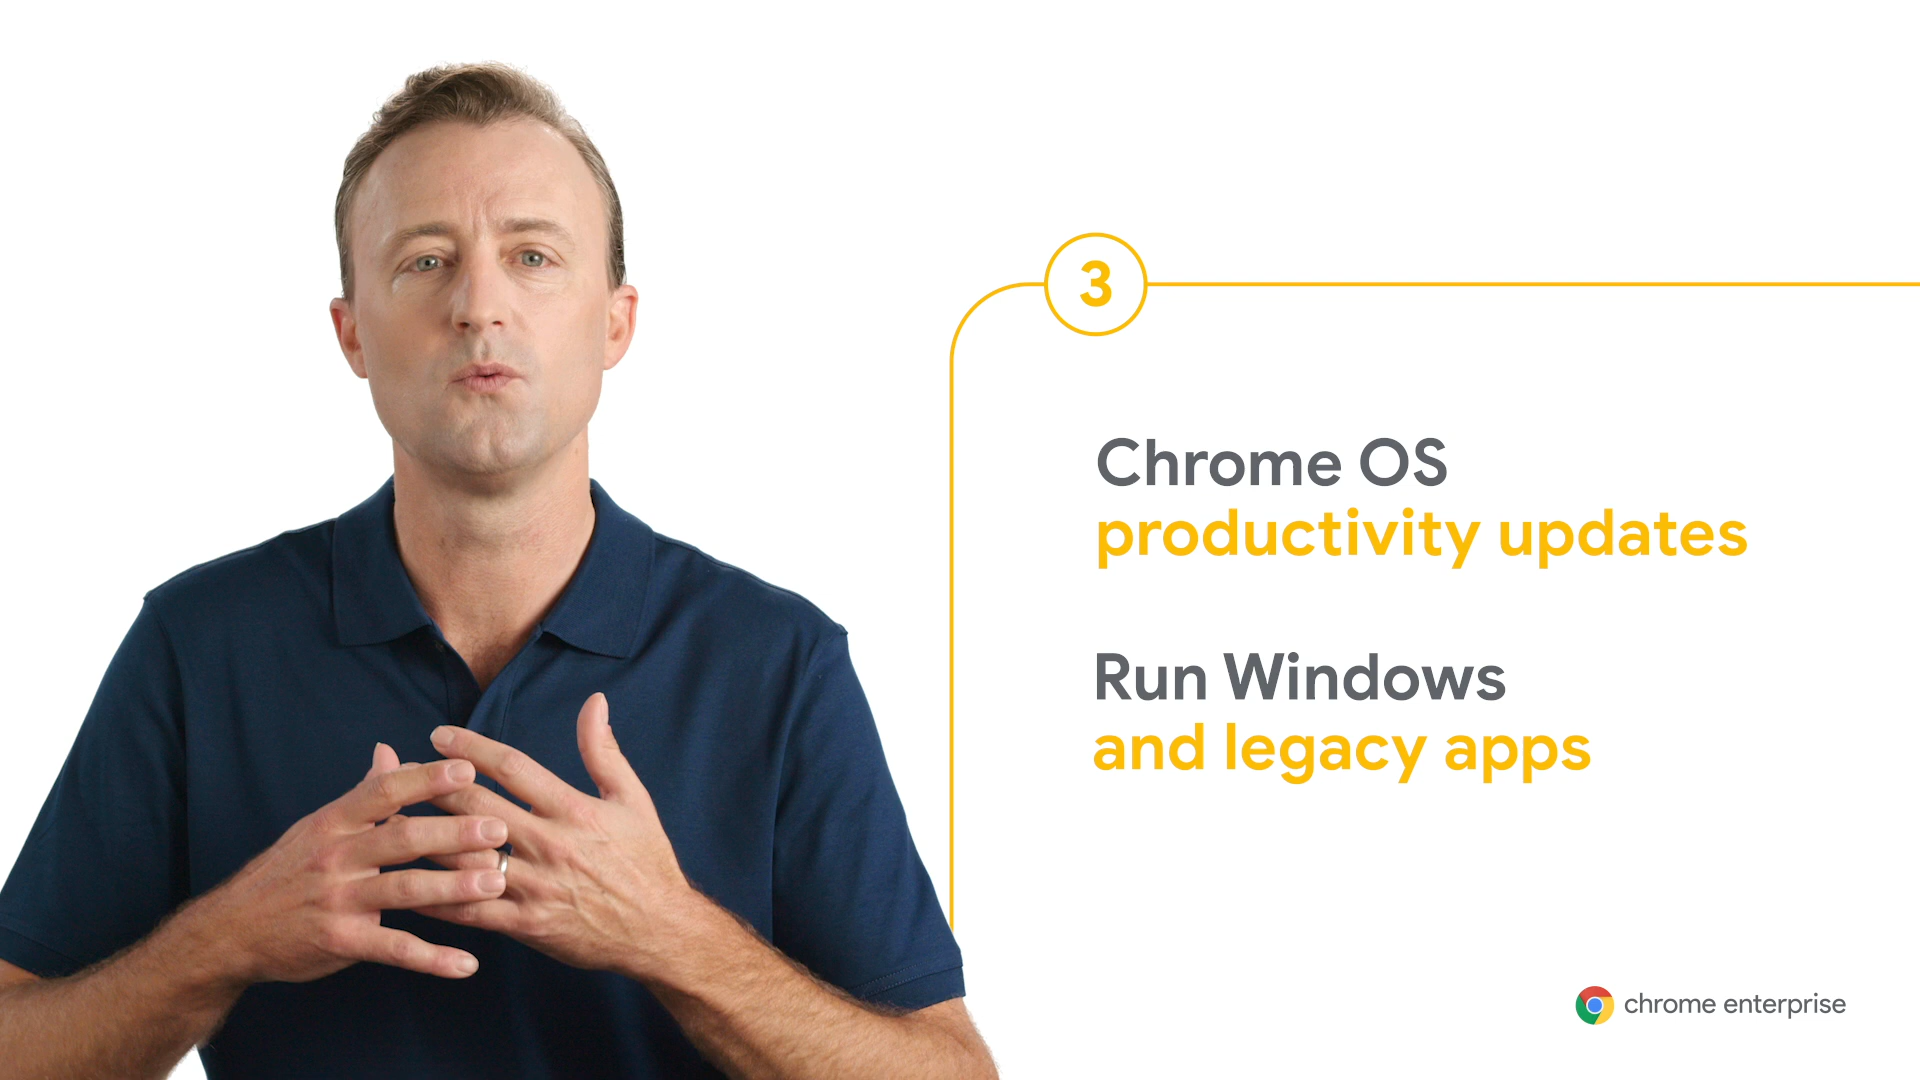 3
Chrome OS
productivity updates
Run Windows
and legacy apps
chrome enterprise